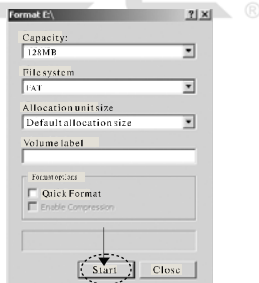 Format E:\
Capacity:
128MB
File system
FAT
Allocation unit size
Default allocation size
Volume label
Format options
Quick Format
Enable Compression
Start Close
®